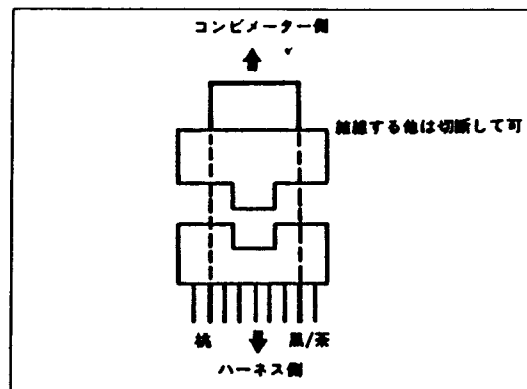 コンビメーター側
結線する他は切断して可
桃
黒/茶
ハーネス側